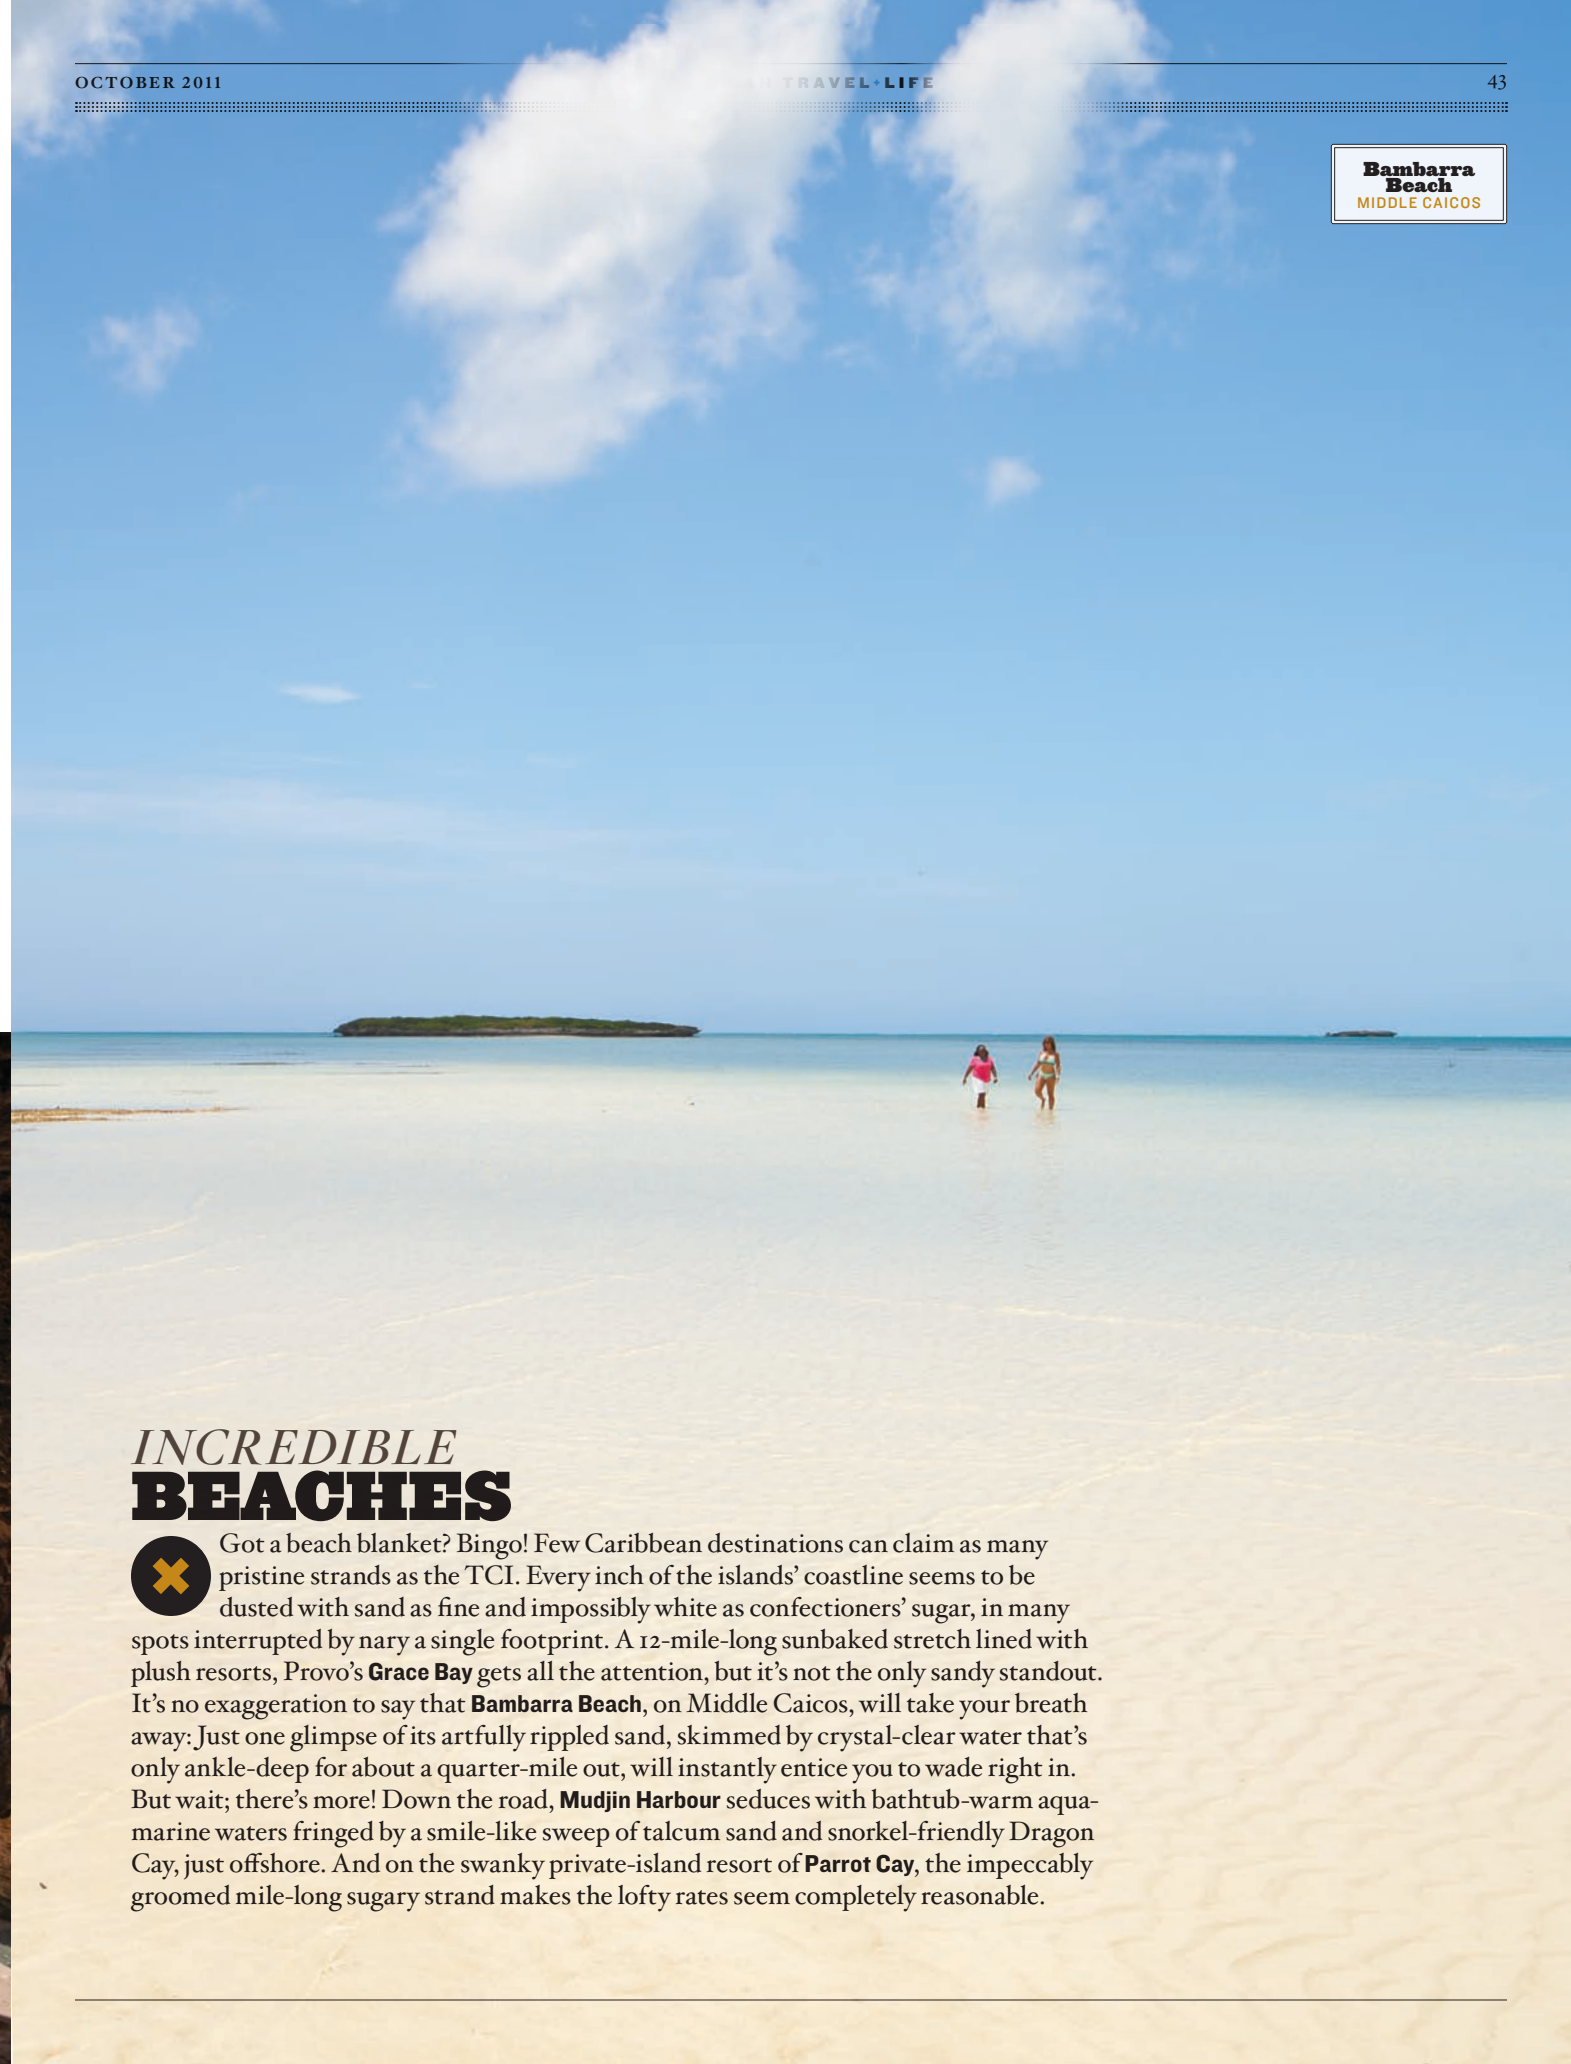 OCTOBER 2011
TRAVEL+LIFE
43
Bambarra
Beach
MIDDLE CAICOS
INCREDIBLE
BEACHES
Got a beach blanket? Bingo! Few Caribbean destinations can claim as many
pristine strands as the TCI. Every inch of the islands’ coastline seems to be
dusted with sand as fine and impossibly white as confectioners’ sugar, in many
spots interrupted by nary a single footprint. A 12-mile-long sunbaked stretch lined with
plush resorts, Provo’s Grace Bay gets all the attention, but it’s not the only sandy standout.
It’s no exaggeration to say that Bambarra Beach, on Middle Caicos, will take your breath
away: Just one glimpse of its artfully rippled sand, skimmed by crystal-clear water that’s
only ankle-deep for about a quarter-mile out, will instantly entice you to wade right in.
But wait; there’s more! Down the road, Mudjin Harbour seduces with bathtub-warm aqua-
marine waters fringed by a smile-like sweep of talcum sand and snorkel-friendly Dragon
Cay, just offshore. And on the swanky private-island resort of Parrot Cay, the impeccably
groomed mile-long sugary strand makes the lofty rates seem completely reasonable.